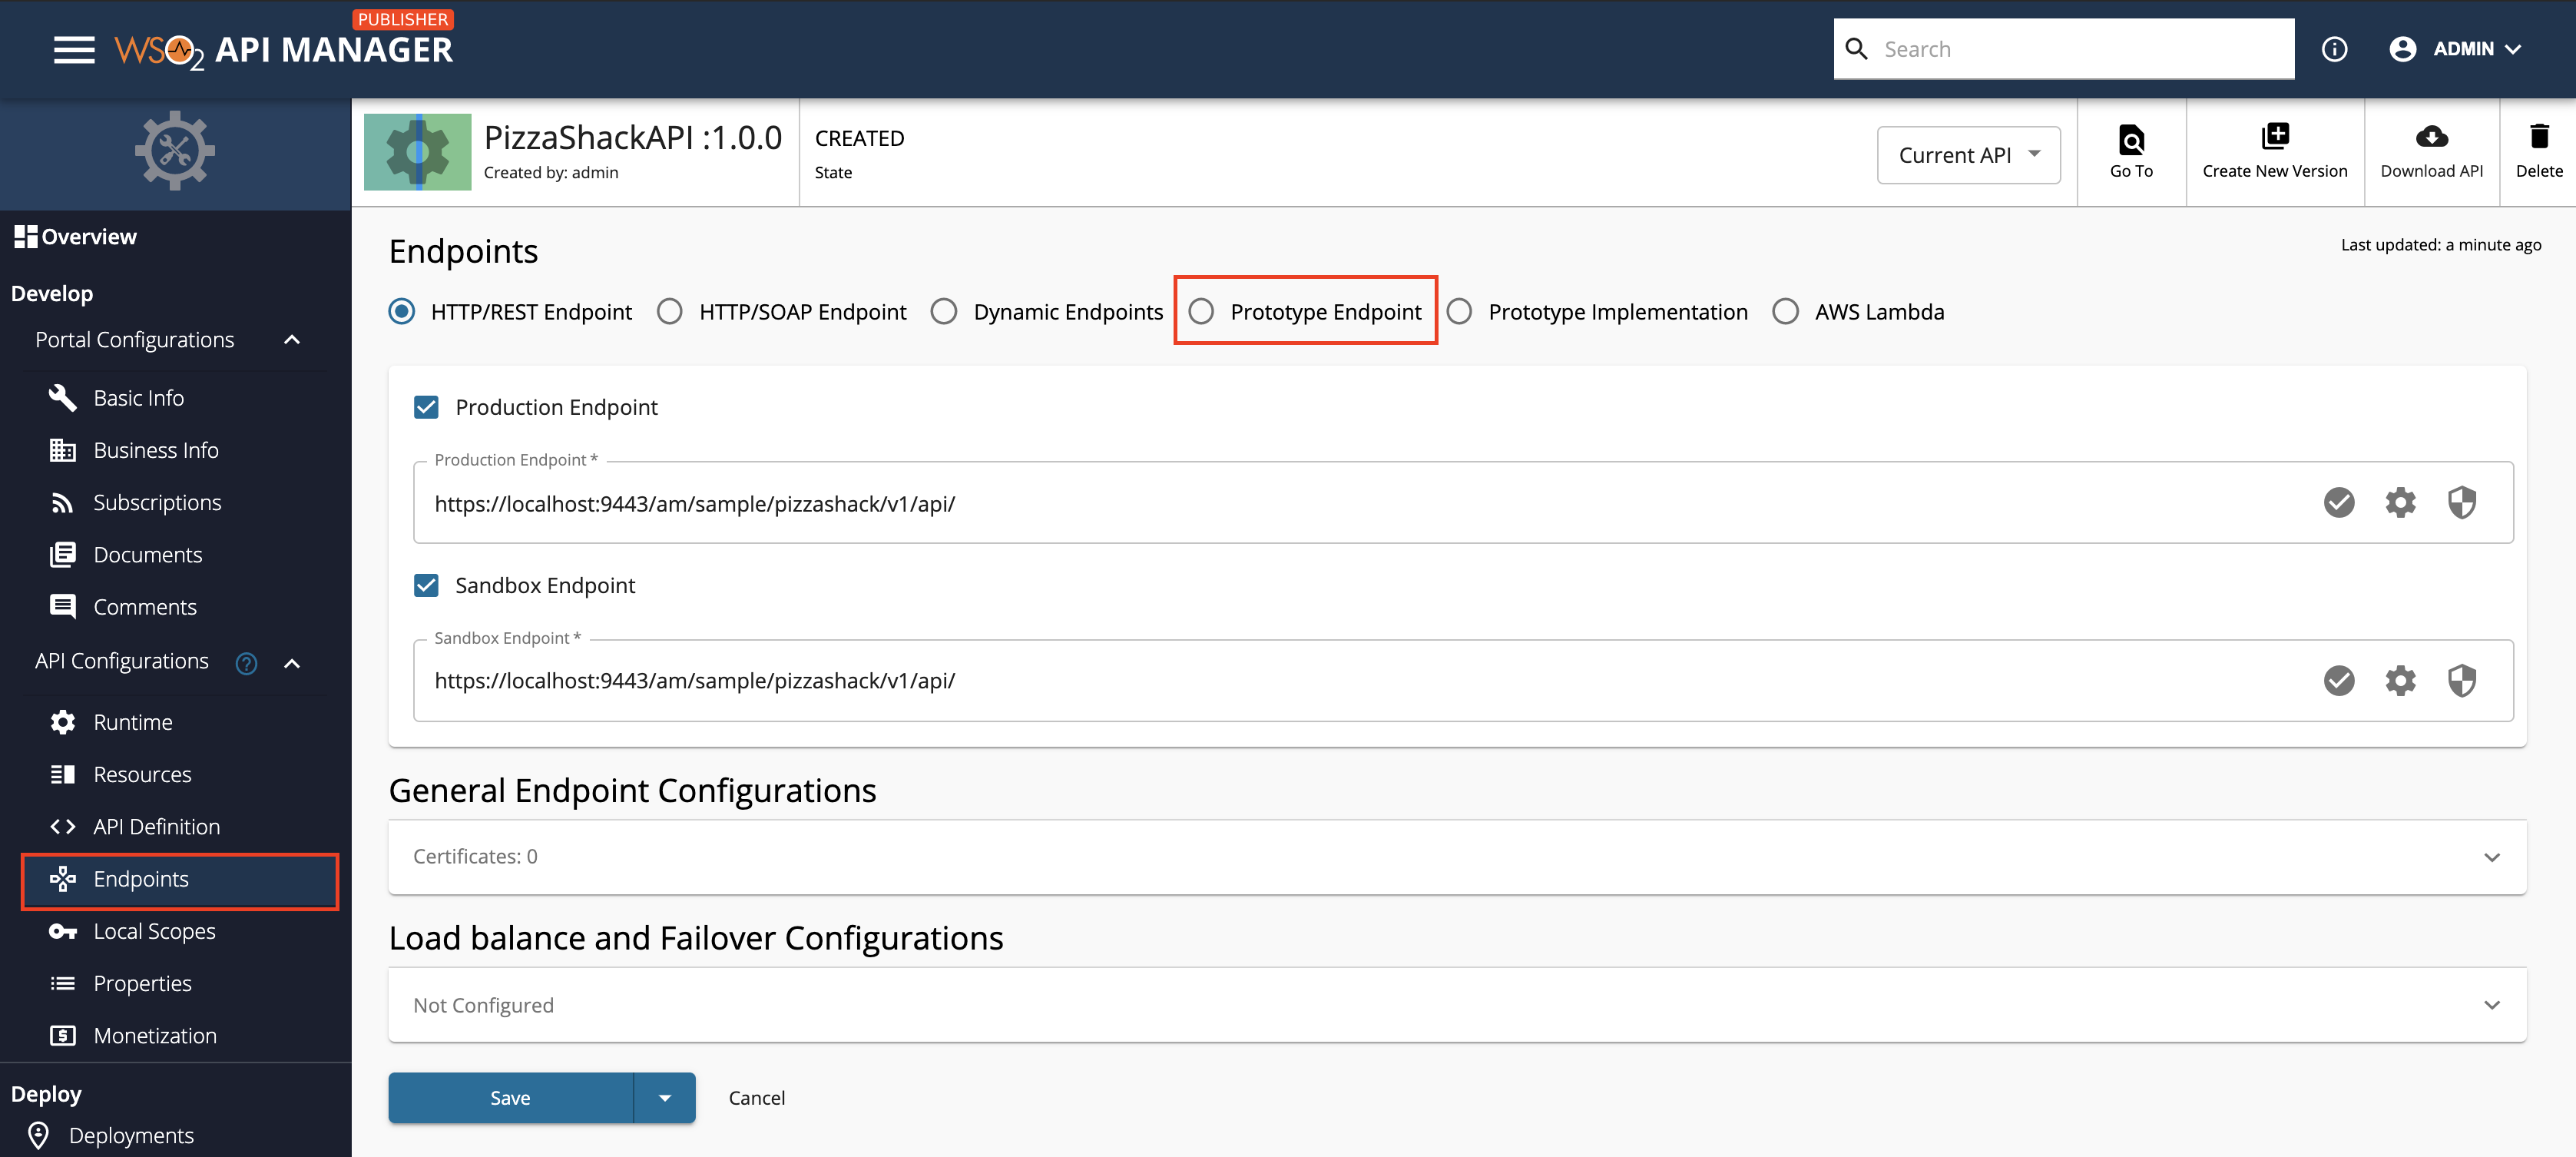 PUBLISHER
WSO2 API MANAGER
Search
ADMIN
PizzaShackAPI :1.0.0
Created by: admin
CREATED
State
Current API
Go To
Create New Version
Download API
Delete
Overview
Develop
Portal Configurations
Basic Info
Business Info
Subscriptions
Documents
Comments
API Configurations
Runtime
Resources
API Definition
Endpoints
Local Scopes
Properties
Monetization
Deploy
Deployments
Endpoints
Last updated: a minute ago
HTTP/REST Endpoint HTTP/SOAP Endpoint Dynamic Endpoints Prototype Endpoint Prototype Implementation AWS Lambda
Production Endpoint
Production Endpoint *
https://localhost:9443/am/sample/pizzashack/v1/api/
Sandbox Endpoint
Sandbox Endpoint *
https://localhost:9443/am/sample/pizzashack/v1/api/
General Endpoint Configurations
Certificates: 0
Load balance and Failover Configurations
Not Configured
Save
Cancel